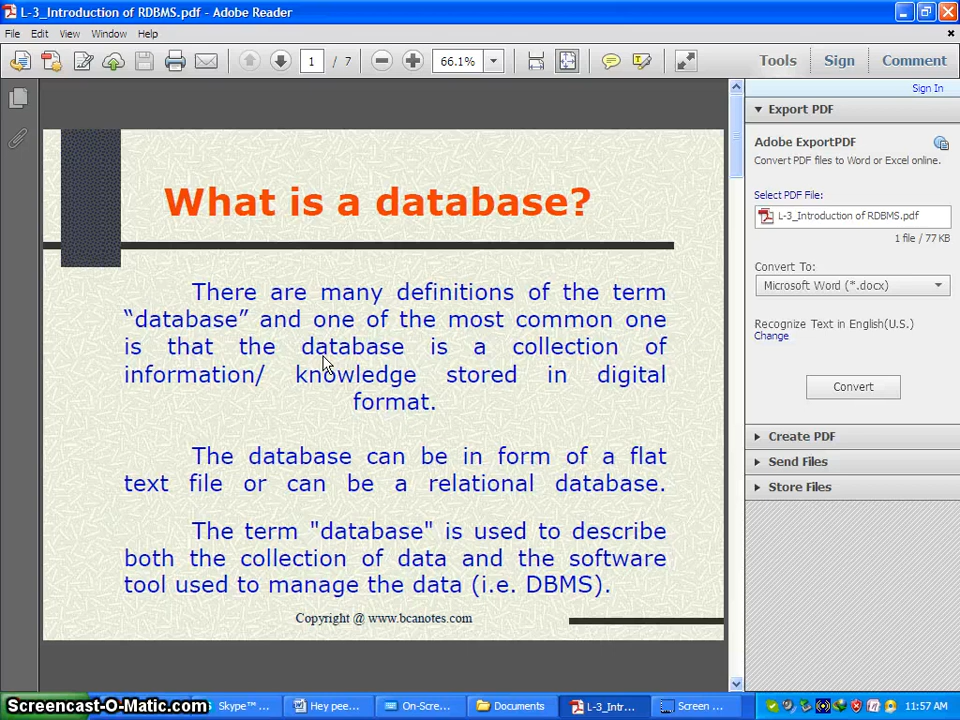 L-3_Introduction of RDBMS.pdf - Adobe Reader
File Edit View Window Help
1 / 7 66.1% Tools Sign Comment
Sign In
Export PDF
Adobe ExportPDF
Convert PDF files to Word or Excel online.
Select PDF File:
L-3_Introduction of RDBMS.pdf
1 file / 77 KB
Convert To:
Microsoft Word (*.docx)
Recognize Text in English(U.S.)
Change
Convert
Create PDF
Send Files
Store Files
What is a database?
There are many definitions of the term
“database” and one of the most common one
is that the database is a collection of
information/ knowledge stored in digital
format.
The database can be in form of a flat
text file or can be a relational database.
The term "database" is used to describe
both the collection of data and the software
tool used to manage the data (i.e. DBMS).
Copyright @ www.bcanotes.com
Screencast-O-Matic.com Skype™ ... Hey pee... On-Scre... Documents L-3_Intr... Screen ... 11:57 AM